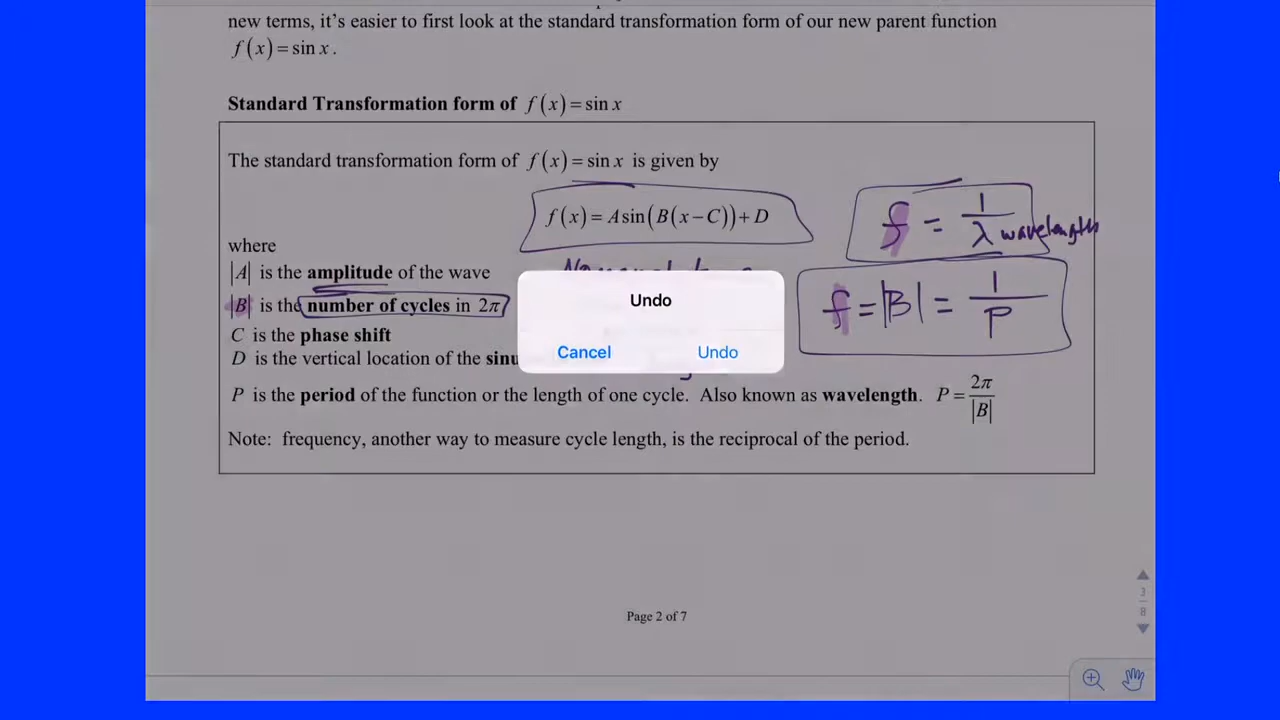 new terms, it's easier to first look at the standard transformation form of our new parent function
f(x) = sin x.
Standard Transformation form of f(x) = sin x
The standard transformation form of f(x) = sin x is given by
f(x) = A sin(B(x−C)) + D
f = 1/λ wavelength
where
|A| is the amplitude of the wave
|B| is the number of cycles in 2π
f = |B| = 1/P
C is the phase shift
D is the vertical location of the sinu
Undo
Cancel Undo
P is the period of the function or the length of one cycle. Also known as wavelength. P = 2π/|B|
Note: frequency, another way to measure cycle length, is the reciprocal of the period.
Page 2 of 7
3
8